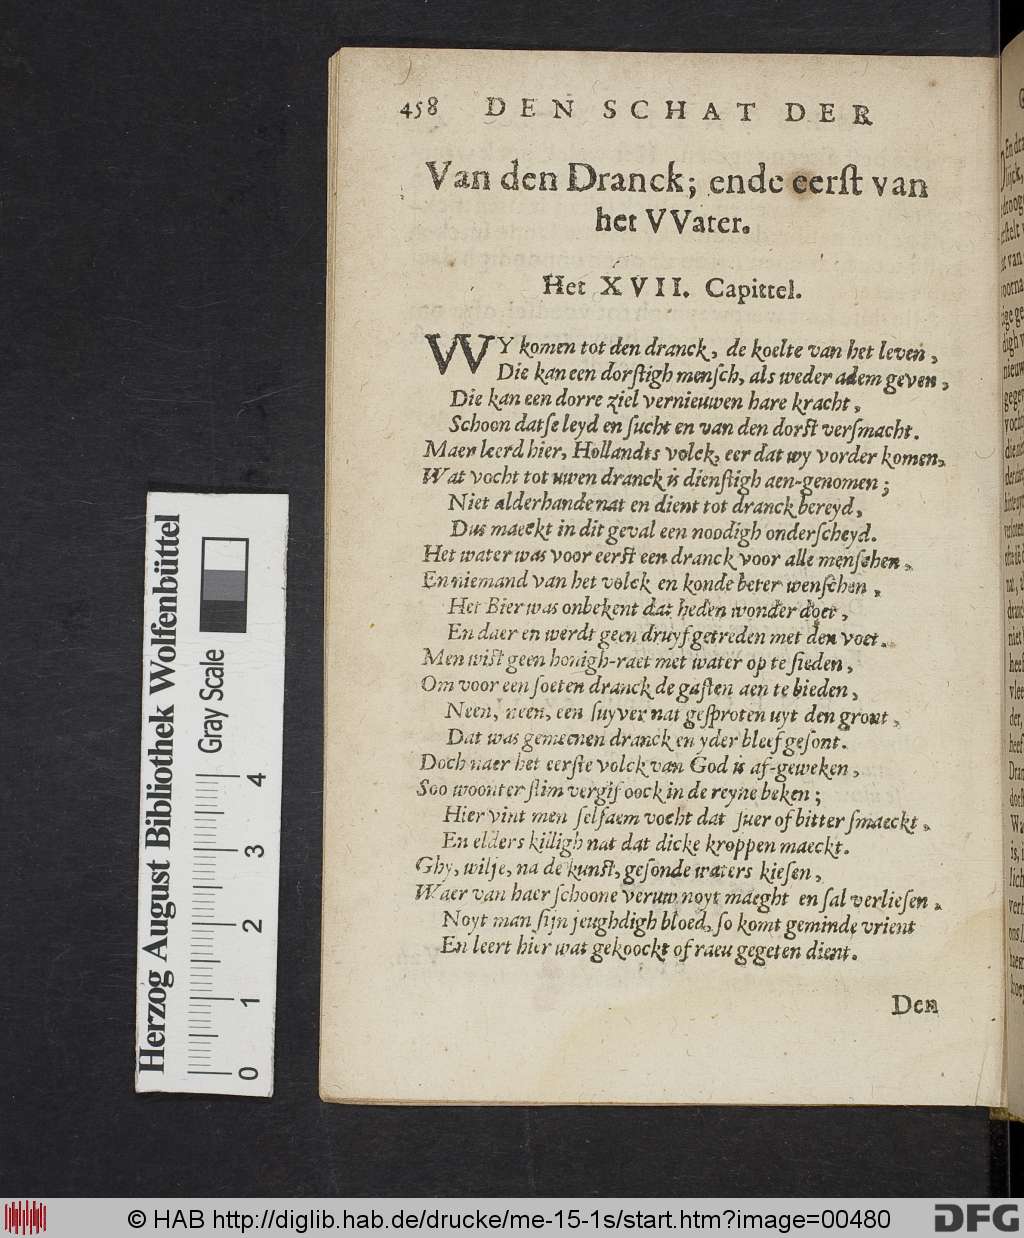 458 DEN SCHAT DER
Van den Dranck; ende eerſt van
het VVater.
Het XVII. Capittel.
VVY komen tot den dranck, de koelte van het leven,
Die kan een dorſtigh menſch, als weder adem geven,
Die kan een dorre ziel vernieuwen hare kracht,
Schoon datſe leyd en ſucht en van den dorſt verſmacht.
Maer leerd hier, Hollandts volck, eer dat wy vorder komen,
Wat vocht tot uwen dranck is dienſtigh aen-genomen;
Niet alderhande nat en dient tot dranck bereyd,
Dus maeckt in dit geval een noodigh onderſcheyd.
Het water was voor eerſt een dranck voor alle menſchen,
En niemand van het volck en konde beter wenſchen,
Het Bier was onbekent dat heden wonder doet,
En daer en werdt geen druyf getreden met den voet.
Men wiſt geen honigh-raet met water op te ſieden,
Om voor een ſoeten dranck de gaſten aen te bieden,
Neen, neen, een ſuyver nat geſproten uyt den gront,
Dat was gemeenen dranck en yder bleef geſont.
Doch naer het eerſte volck van God is af-geweken,
Soo woonter ſlim vergif oock in de reyne beken;
Hier vint men ſelſaem vocht dat ſuer of bitter ſmaeckt,
En elders killigh nat dat dicke kroppen maeckt.
Ghy, wilje, na de kunſt, geſonde waters kieſen,
Waer van haer ſchoone veruw noyt maeght en ſal verlieſen,
Noyt man ſijn jeughdigh bloed, ſo komt geminde vrient
En leert hier wat gekoockt of raeu gegeten dient.
Den
Herzog August Bibliothek Wolfenbüttel
Gray Scale
0 1 2 3 4
© HAB http://diglib.hab.de/drucke/me-15-1s/start.htm?image=00480
DFG